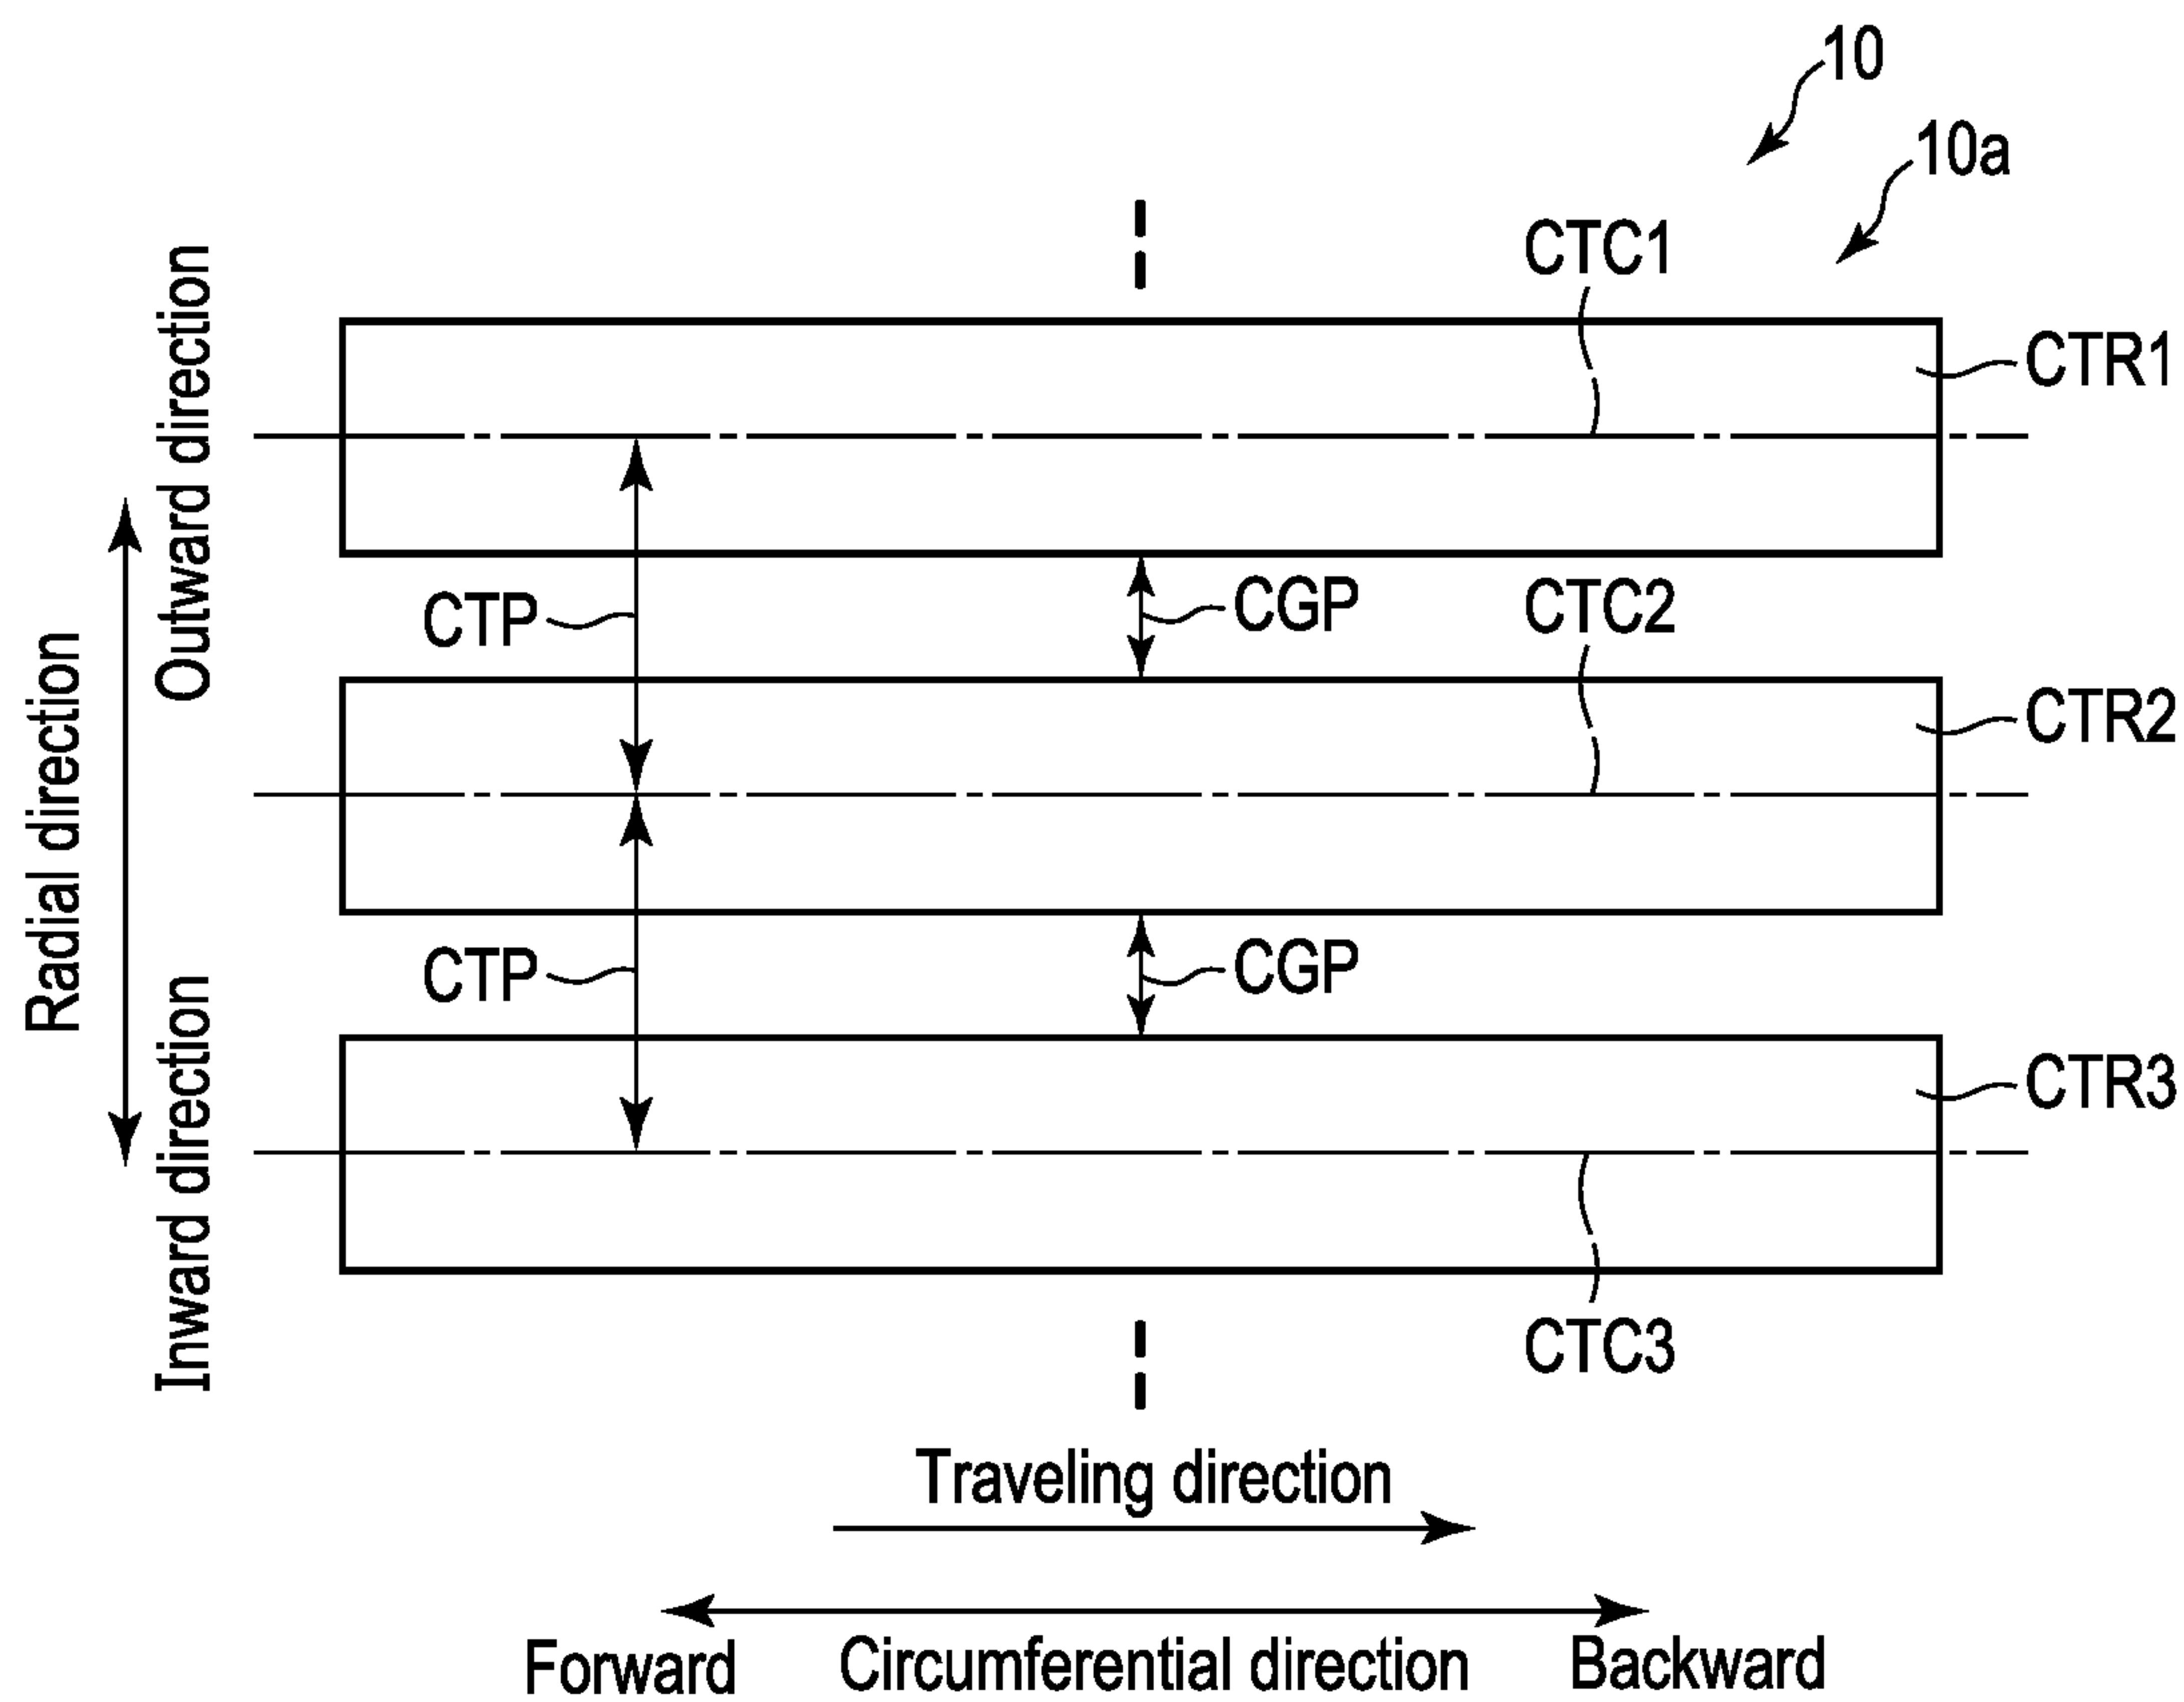 10
10a
CTC1
CTR1
Outward direction
CTP
CGP
CTC2
Radial direction
CTR2
CTP
CGP
Inward direction
CTR3
CTC3
Traveling direction
Forward
Circumferential direction
Backward